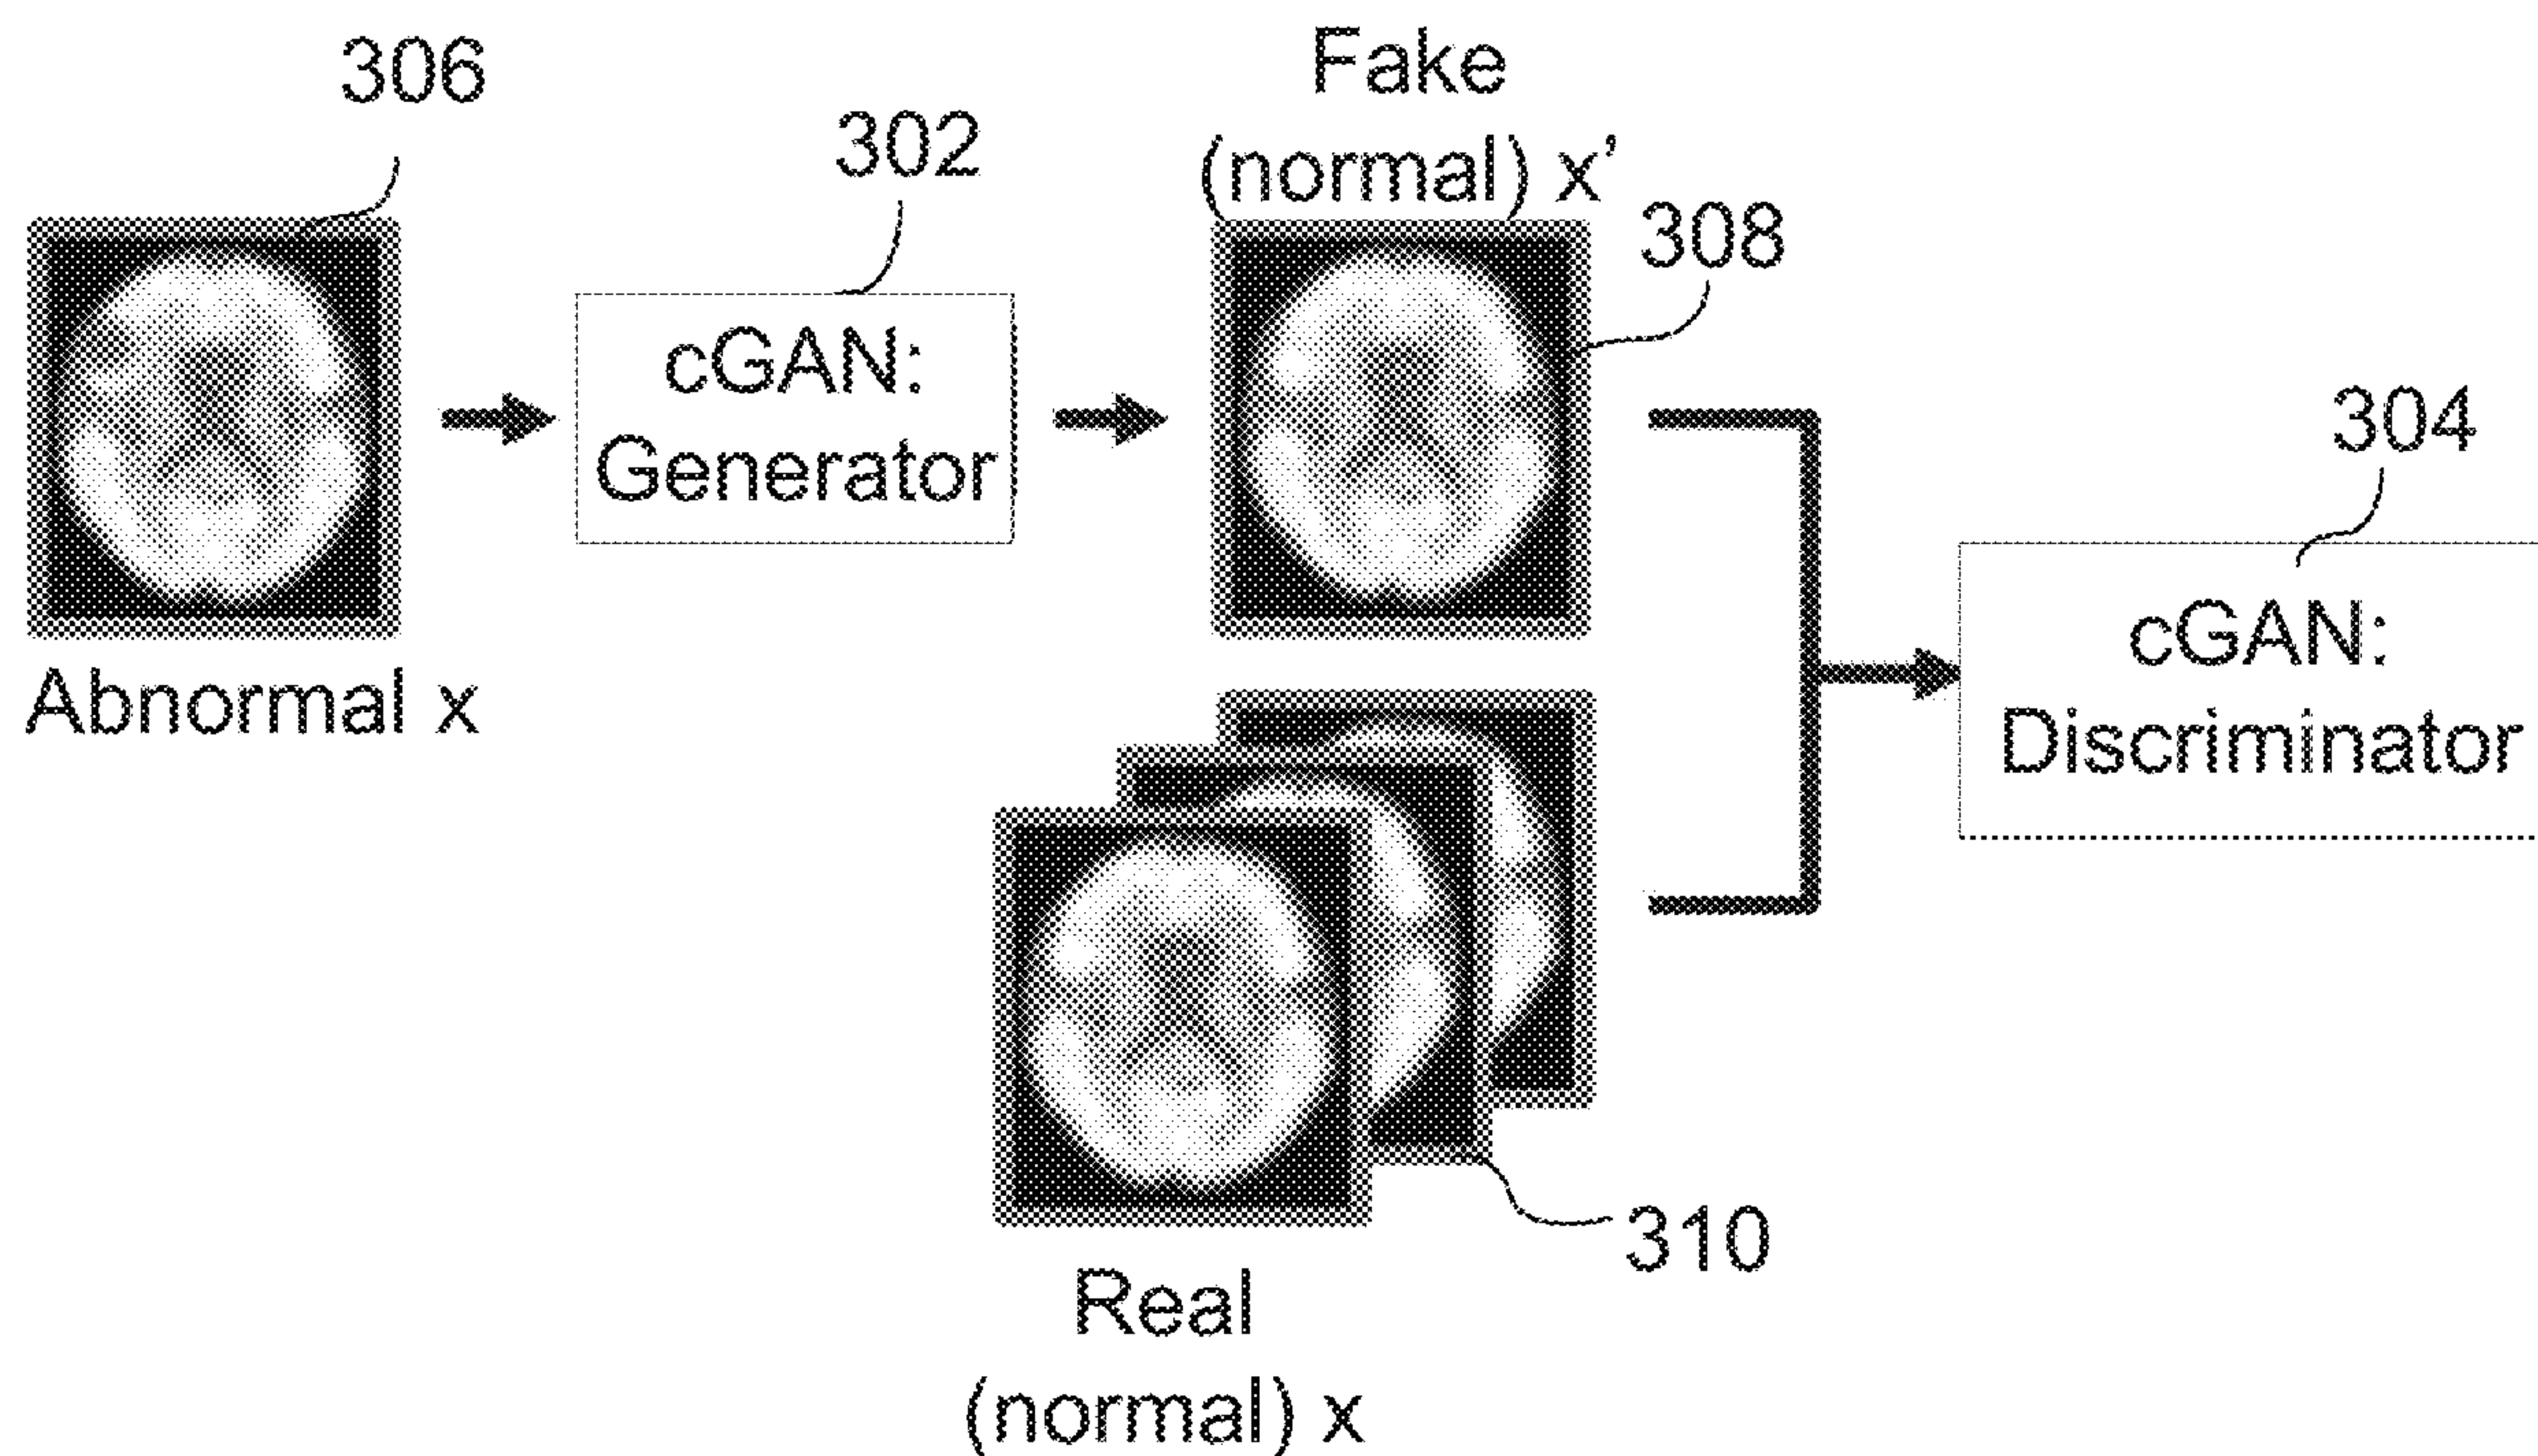 306
302
Fake
(normal) x’
308
cGAN:
Generator
304
Abnormal x
cGAN:
Discriminator
310
Real
(normal) x